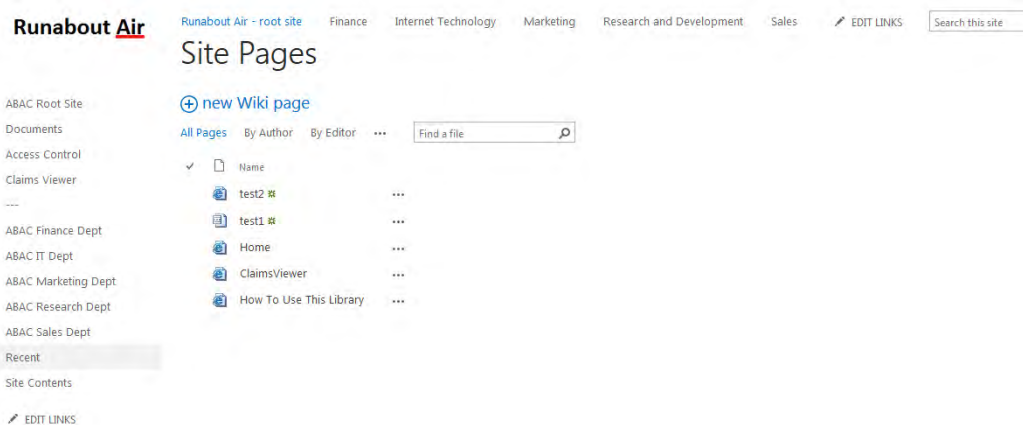 Runabout Air
Runabout Air - root site Finance Internet Technology Marketing Research and Development Sales EDIT LINKS Search this site
Site Pages
ABAC Root Site
Documents
Access Control
Claims Viewer
---
ABAC Finance Dept
ABAC IT Dept
ABAC Marketing Dept
ABAC Research Dept
ABAC Sales Dept
Recent
Site Contents
EDIT LINKS
new Wiki page
All Pages By Author By Editor ••• Find a file
Name
test2 •••
test1 •••
Home •••
ClaimsViewer •••
How To Use This Library •••